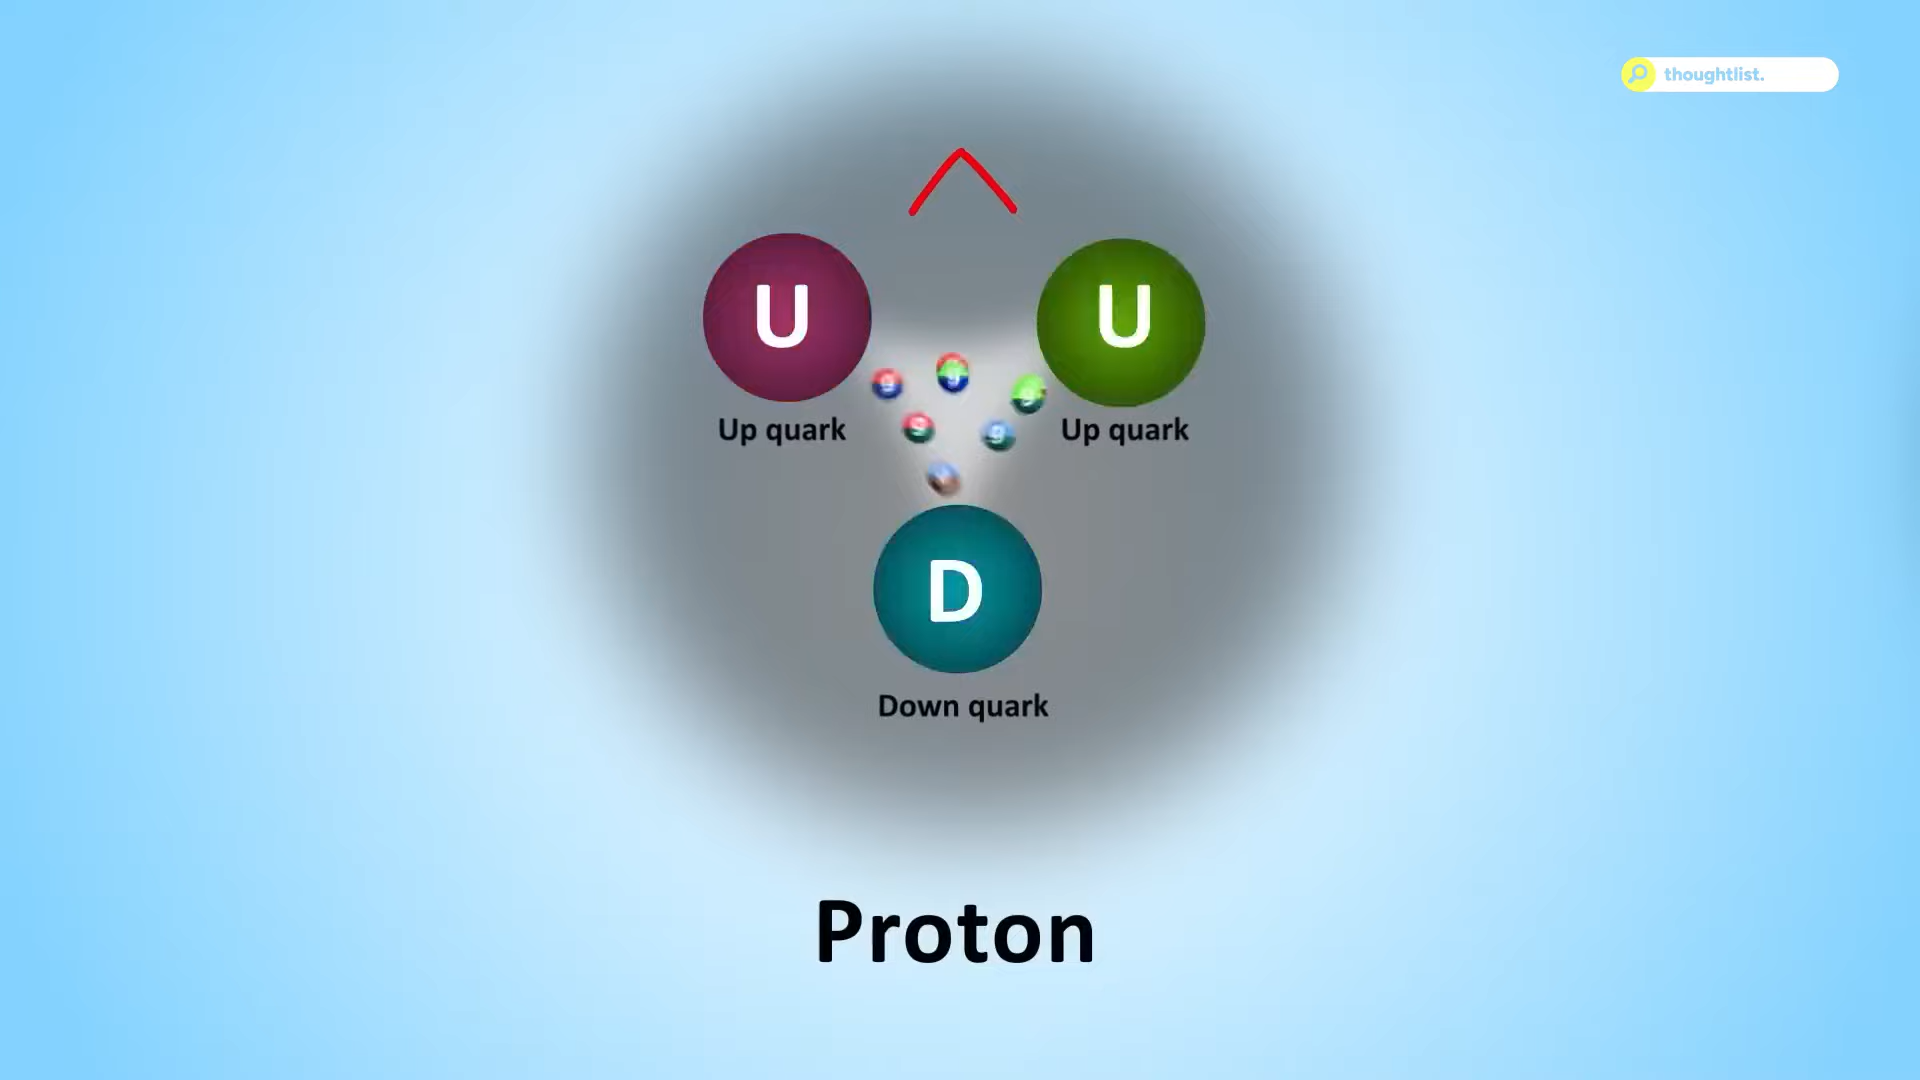 thoughtlist.
U
U
g
g
g
g
g
Up quark
Up quark
D
Down quark
Proton